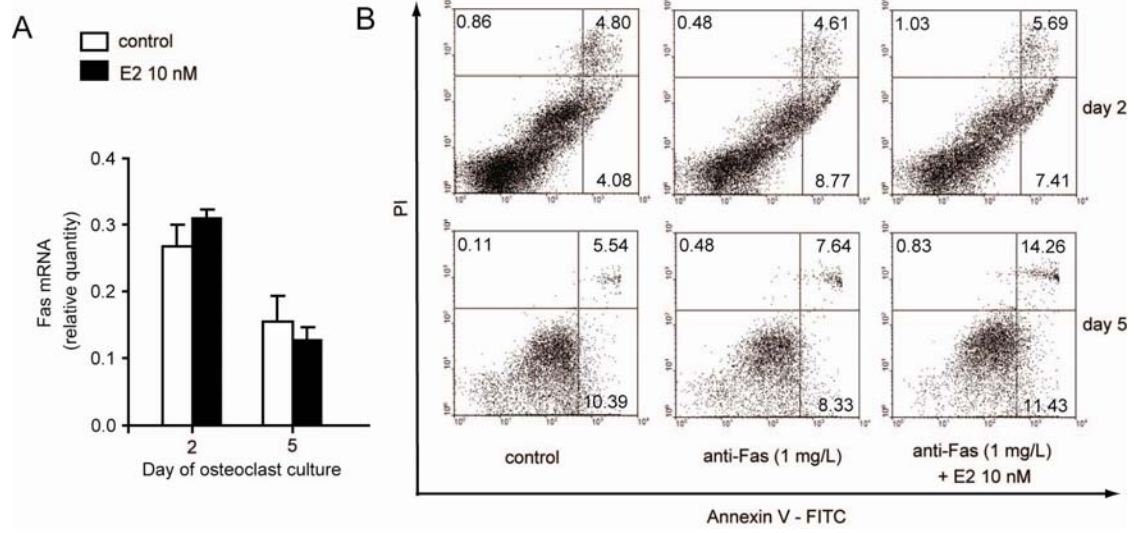 A
control
E2 10 nM
0.4
0.3
0.2
0.1
0.0
Fas mRNA
(relative quantity)
2 5
Day of osteoclast culture
B
PI
0.86 4.80
4.08
0.48 4.61
8.77
1.03 5.69
7.41
day 2
0.11 5.54
10.39
0.48 7.64
8.33
0.83 14.26
11.43
day 5
control
anti-Fas (1 mg/L)
anti-Fas (1 mg/L)
+ E2 10 nM
Annexin V - FITC